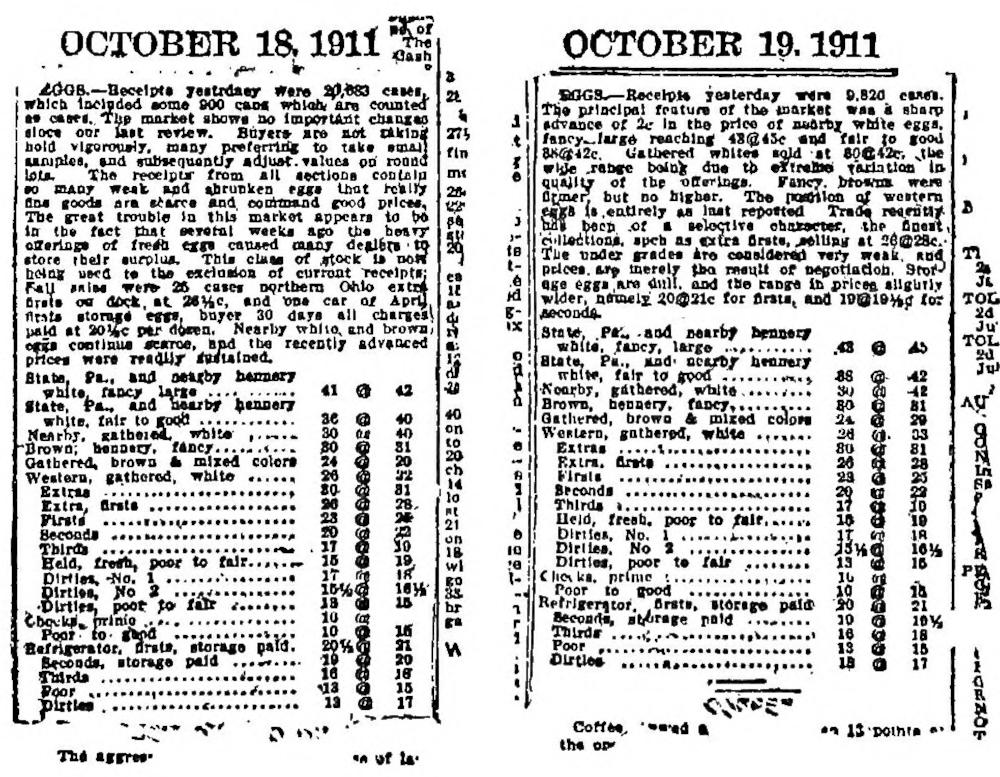 OCTOBER 18, 1911
EGGS.—Receipts yestrdaey were cases,
which included some 900 cans which are counted
as cases. The market shows no important changes
since our last review. Buyers are not taking
hold vigorously, many preferring to take small
samples, and subsequently adjust values on round
lots. The receipts from all sections contain
so many weak and shrunken eggs that really
fine goods are scarce and command good prices.
The great trouble in this market appears to be
in the fact that several weeks ago the heavy
offerings of fresh eggs caused many dealers to
store their surplus. This class of stock is now
being used to the exclusion of current receipts;
Fall sales were 25 cases northern Ohio extra
firsts on dock at 26½c, and one car of April
firsts storage eggs, buyer 30 days all charges
paid at 20½c per dozen. Nearby white and brown
eggs continue scarce, and the recently advanced
prices were readily sustained.
State, Pa., and nearby hennery
white, fancy large .... 41 @ 42
State, Pa., and nearby hennery
white, fair to good ...... 36 @ 40
Nearby, gathered, white ...... 30 @ 40
Brown, hennery, fancy....... 30 @ 31
Gathered, brown & mixed colors 24 @
Western, gathered, white ..... 26 @ 32
Extras .................... 30 @ 31
Extra, firsts ................ 26 @ 28
Firsts .................... 23 @
Seconds .................. 20 @ 22
Thirds .................... 17 @ 19
Held, fresh, poor to fair...... 15 @ 19
Dirties, No. 1 .............. 17 @ 18
Dirties, No 2 .............. 15½@ 16½
Dirties, poor to fair ........ 13 @ 15
Checks, prime .............. 16 @
Poor to good .............. 10 @ 15
Refrigerator, firsts, storage paid. 20½@ 21
Seconds, storage paid ........ 19 @ 20
Thirds .................... 16 @ 18
Poor ...................... 13 @ 15
Dirties .................... 13 @ 17
The
of
OCTOBER 19, 1911
EGGS.—Receipts yesterday were 9,820 cases.
The principal feature of the market was a sharp
advance of 2c in the price of nearby white eggs,
fancy large reaching 43@45c and fair to good
38@42c. Gathered whites sold at 30@42c, the
wide range being due to extreme variation in
quality of the offerings. Fancy browns were
firmer, but no higher. The position of western
eggs is entirely as last reported Trade recently
has been of a selective character, the finest
collections, such as extra firsts, selling at 26@28c.
The under grades are considered very weak, and
prices are merely the result of negotiation. Stor-
age eggs are dull, and the range in prices slightly
wider, namely 20@21c for firsts, and 19@19½c for
seconds.
State, Pa., and nearby hennery
white, fancy, large .......... 43 @ 45
State, Pa., and nearby hennery
white, fair to good .......... 38 @ 42
Nearby, gathered, white ...... 30 @ 42
Brown, hennery, fancy........ 30 @ 31
Gathered, brown & mixed colors 24 @ 29
Western, gathered, white ..... 26 @ 33
Extras .................... 30 @ 31
Extra, firsts ................ 26 @ 28
Firsts .................... 23 @ 25
Seconds .................. 20 @ 22
Thirds .................... 17 @ 19
Held, fresh, poor to fair...... 15 @ 19
Dirties, No. 1 .............. 17 @ 18
Dirties, No 2 .............. 15½@ 16½
Dirties, poor to fair ........ 13 @ 15
Checks, prime .............. 16 @
Poor to good .............. 10 @ 15
Refrigerator, firsts, storage paid 20 @ 21
Seconds, storage paid ........ 19 @ 19½
Thirds .................... 16 @ 18
Poor ...................... 13 @ 15
Dirties .................... 13 @ 17
Coffee, 13 points
the